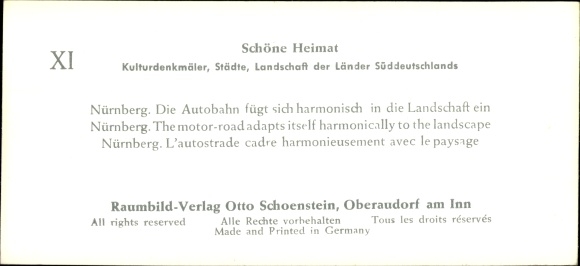 XI
Schöne Heimat
Kulturdenkmäler, Städte, Landschaft der Länder Süddeutschlands
Nürnberg. Die Autobahn fügt sich harmonisch in die Landschaft ein
Nürnberg. The motor-road adapts itself harmonically to the landscape
Nürnberg. L'autostrade cadre harmonieusement avec le paysage
Raumbild-Verlag Otto Schoenstein, Oberaudorf am Inn
All rights reserved Alle Rechte vorbehalten Tous les droits réservés
Made and Printed in Germany